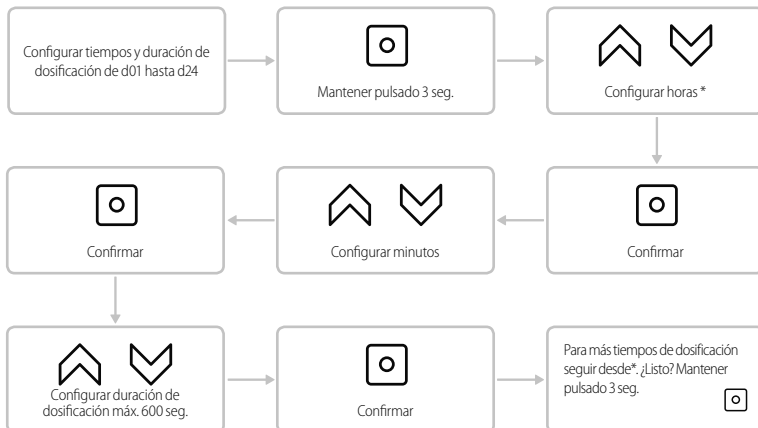 Configurar tiempos y duración de
dosificación de d01 hasta d24
Mantener pulsado 3 seg.
Configurar horas *
Confirmar
Configurar minutos
Confirmar
Configurar duración de
dosificación máx. 600 seg.
Confirmar
Para más tiempos de dosificación
seguir desde*. ¿Listo? Mantener
pulsado 3 seg.